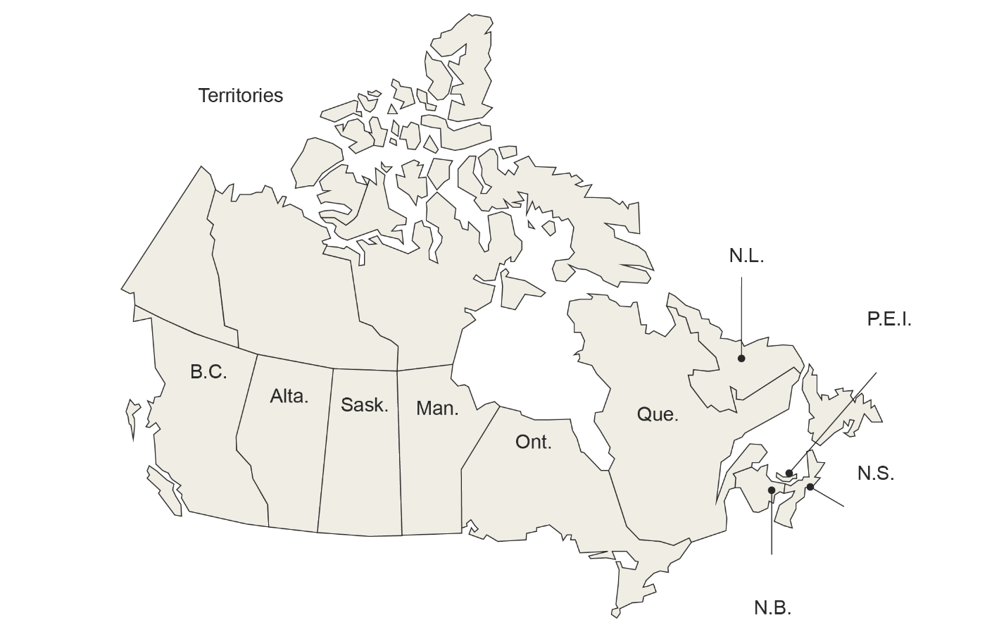 Territories
N.L.
P.E.I.
B.C.
Alta.
Sask.
Man.
Que.
Ont.
N.S.
N.B.